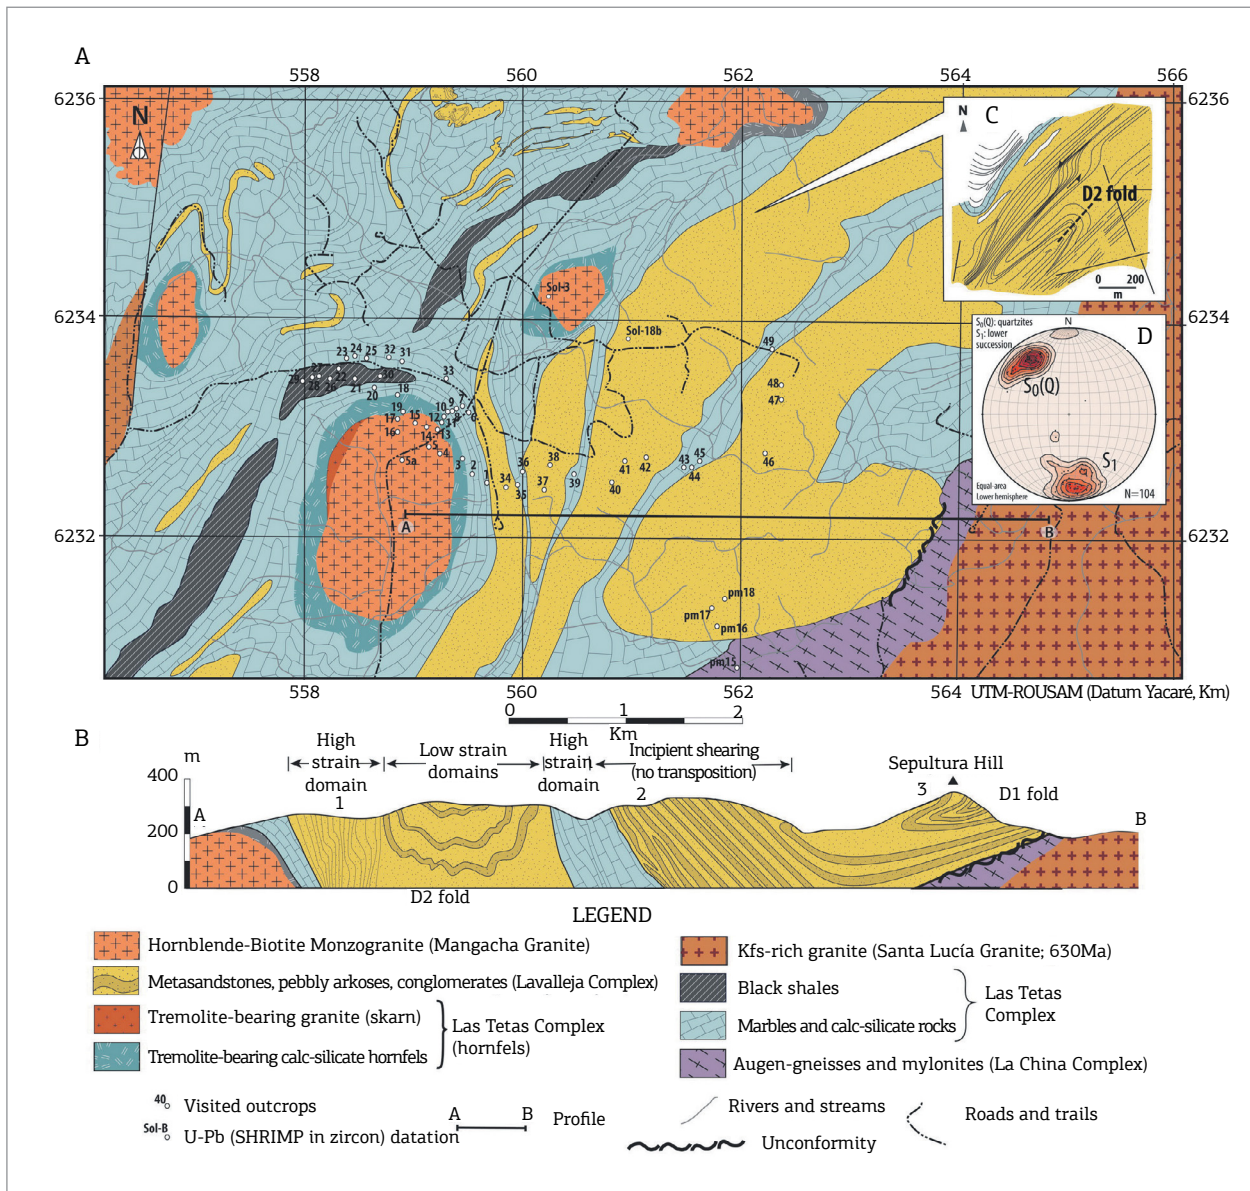 A
558
560
562
564
566
6236
6236
N
N
C
D2 fold
0 200
m
Sol-3
6234
6234
Sol-18b
S0(Q): quartzites
S1: lower
succession
N
D
S0(Q)
S1
Equal-area
Lower hemisphere
N=104
23
24
25
32
31
49
27
22
30
33
48
28
26
21
20
18
47
19
10
9
7
17
15
12
11
8
6
16
14
13
5
4
5a
3
2
1
36
38
41
42
43
45
46
34
35
37
39
40
44
A
B
6232
6232
pm18
pm17
pm16
pm15
558
560
562
564
UTM-ROUSAM (Datum Yacaré, Km)
0
1
2
Km
B
m
High
strain
domain
1
Low strain
domains
High
strain
domain
Incipient shearing
(no transposition)
2
Sepultura Hill
3
D1 fold
400
200
0
A
B
D2 fold
LEGEND
Hornblende-Biotite Monzogranite (Mangacha Granite)
Metasandstones, pebbly arkoses, conglomerates (Lavalleja Complex)
Tremolite-bearing granite (skarn)
Tremolite-bearing calc-silicate hornfels
Las Tetas Complex
(hornfels)
Kfs-rich granite (Santa Lucía Granite; 630Ma)
Black shales
Marbles and calc-silicate rocks
Las Tetas
Complex
Augen-gneisses and mylonites (La China Complex)
40 Visited outcrops
Sol-B U-Pb (SHRIMP in zircon) datation
A B Profile
Rivers and streams
Unconformity
Roads and trails